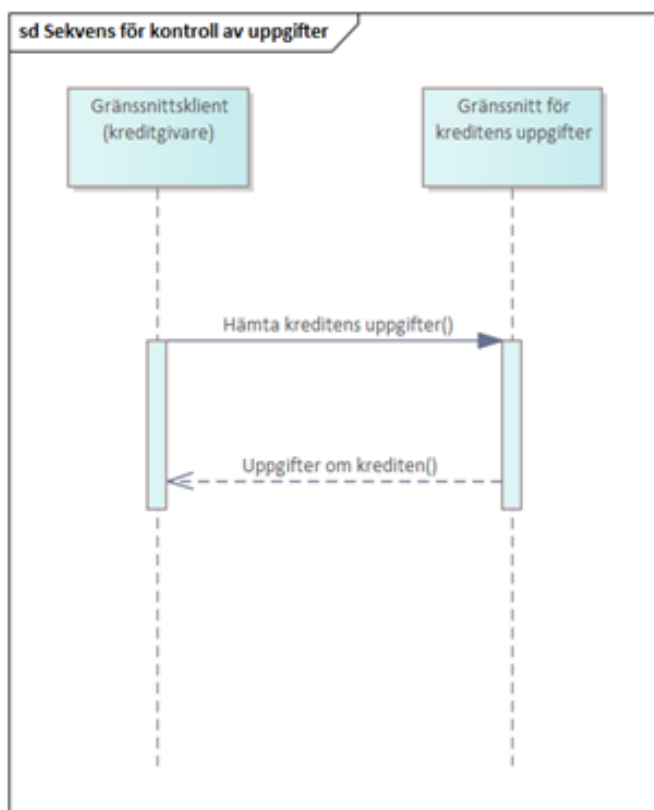 sd Sekvens för kontroll av uppgifter
Gränssnittsklient
(kreditgivare)
Gränssnitt för
kreditens uppgifter
Hämta kreditens uppgifter()
Uppgifter om krediten()